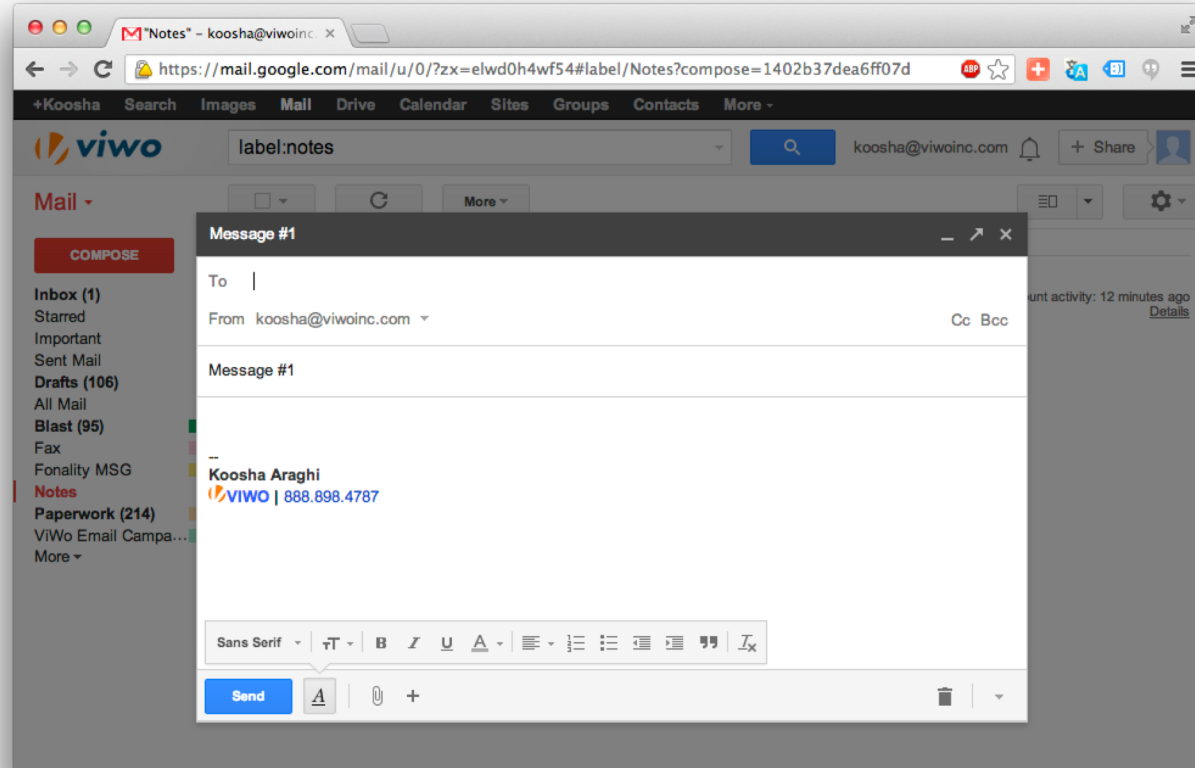 "Notes" – koosha@viwoinc.
https://mail.google.com/mail/u/0/?zx=elwd0h4wf54#label/Notes?compose=1402b37dea6ff07d ABP
+Koosha Search Images Mail Drive Calendar Sites Groups Contacts More
viwo label:notes koosha@viwoinc.com + Share
Mail More
Message #1
COMPOSE
To
Inbox (1)
unt activity: 12 minutes ago
Starred
From koosha@viwoinc.com Cc Bcc
Details
Important
Sent Mail
Message #1
Drafts (106)
All Mail
Blast (95)
Fax
--
Fonality MSG
Koosha Araghi
Notes
VIWO | 888.898.4787
Paperwork (214)
ViWo Email Campa...
More
Sans Serif TT B I U A Tx
Send A +